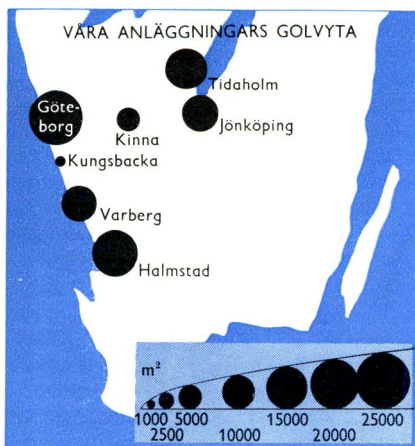 VÅRA ANLÄGGNINGARS GOLVYTA
Tidaholm
Göte-
borg
Kinna
Jönköping
Kungsbacka
Varberg
Halmstad
m²
1000 5000 15000 25000
2500 10000 20000